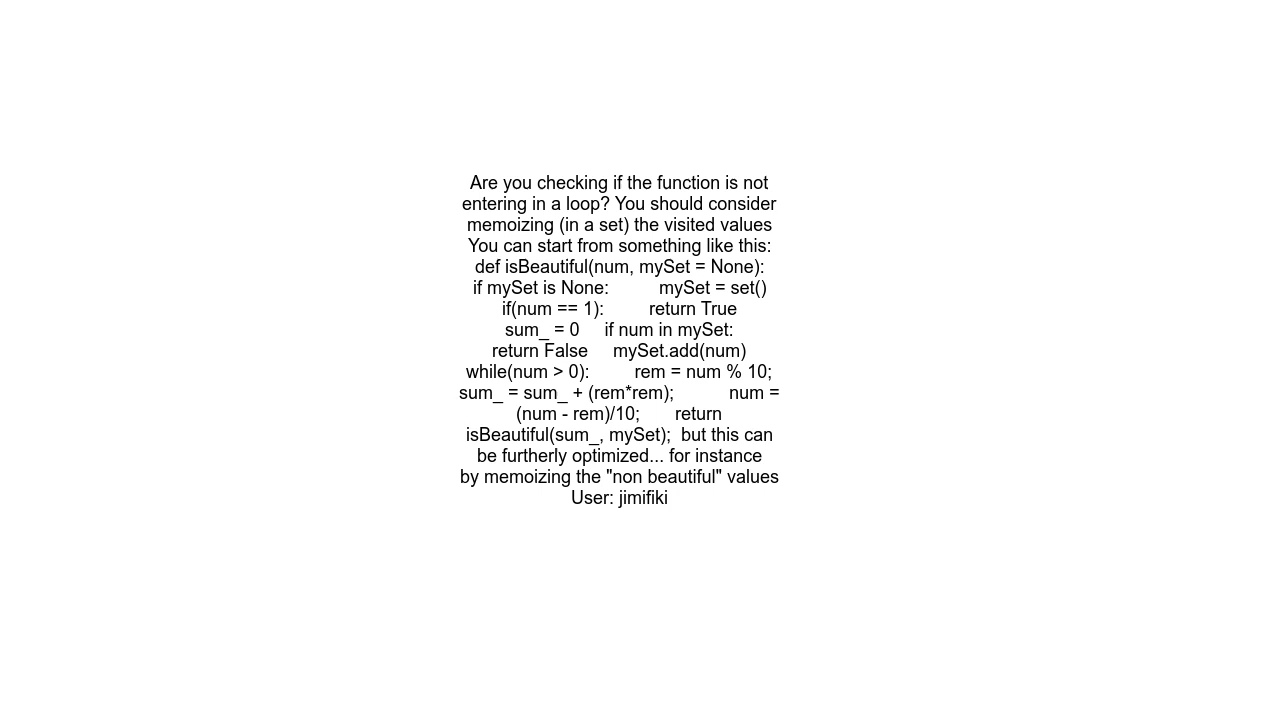 Are you checking if the function is not
entering in a loop? You should consider
memoizing (in a set) the visited values
You can start from something like this:
def isBeautiful(num, mySet = None):
if mySet is None:          mySet = set()
if(num == 1):         return True
sum_ = 0     if num in mySet:
return False     mySet.add(num)
while(num > 0):         rem = num % 10;
sum_ = sum_ + (rem*rem);           num =
(num - rem)/10;       return
isBeautiful(sum_, mySet);  but this can
be furtherly optimized... for instance
by memoizing the "non beautiful" values
User: jimifiki